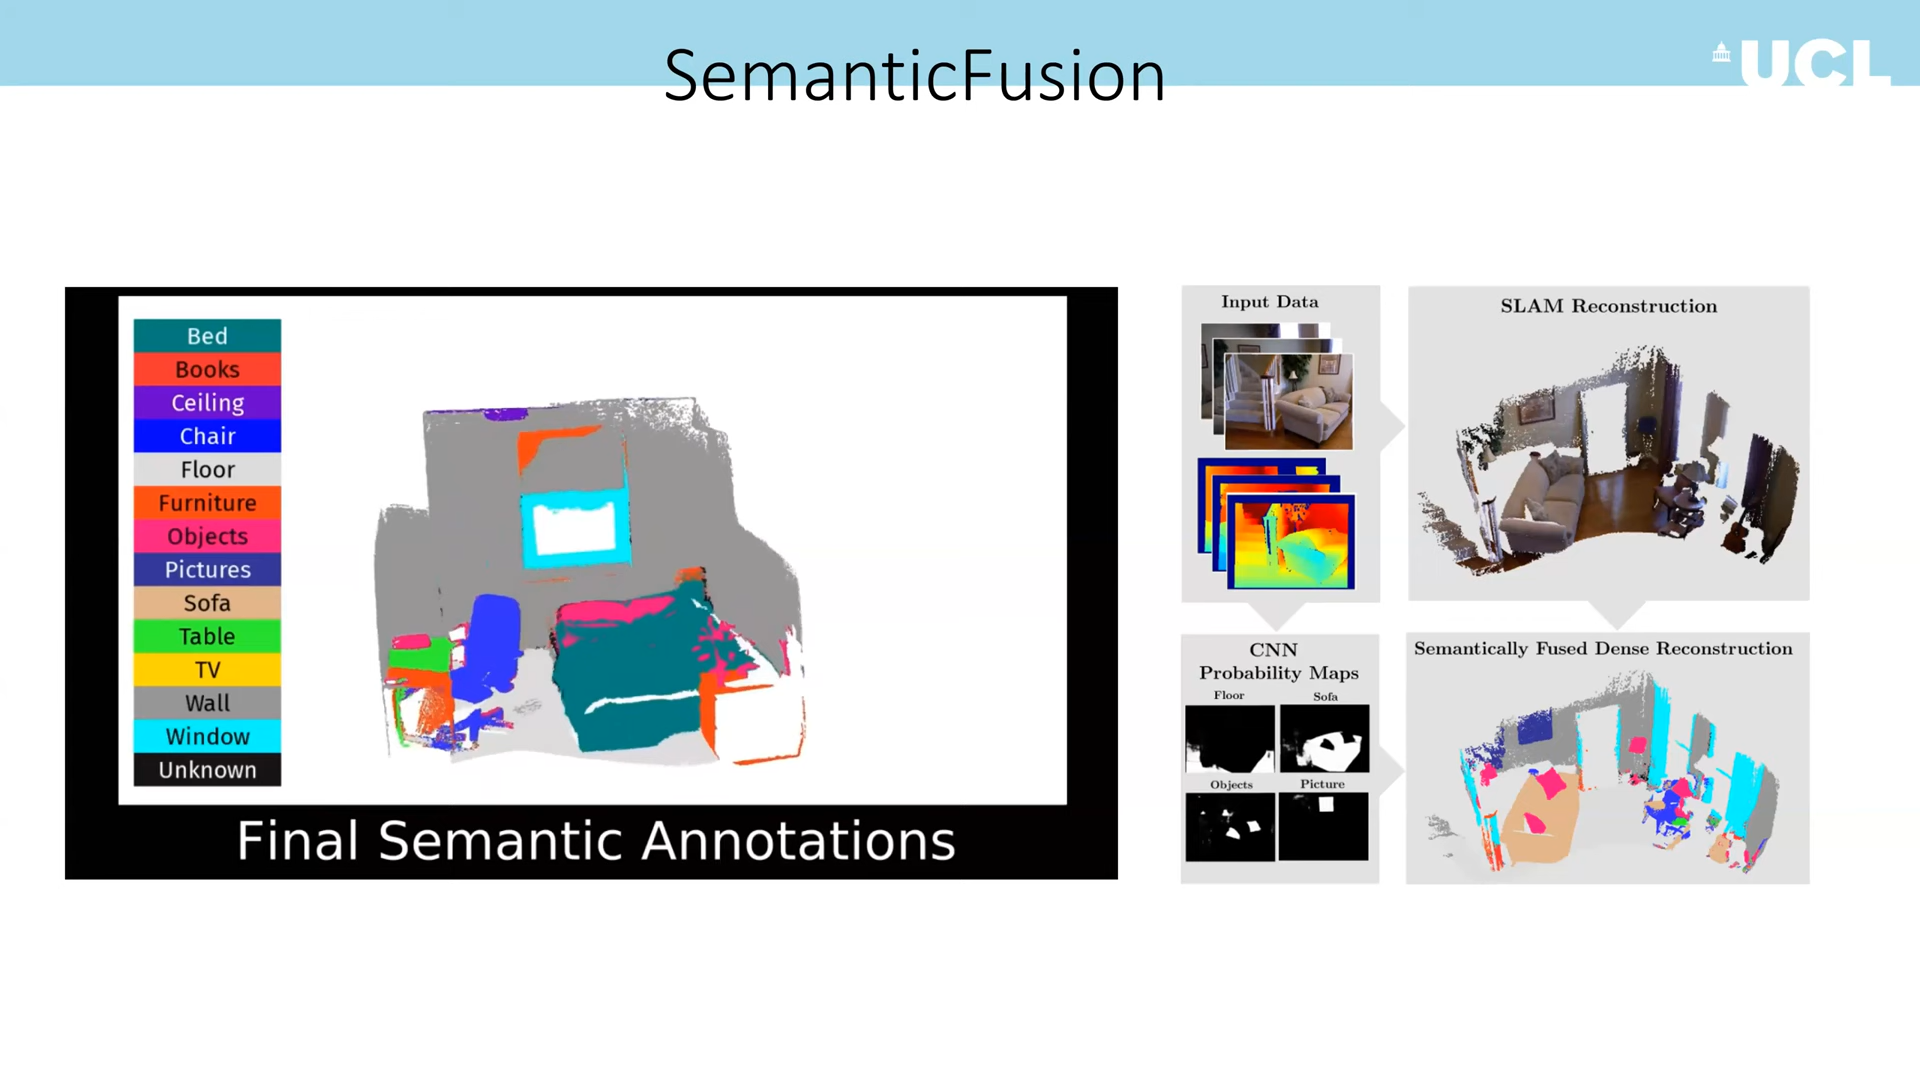 SemanticFusion
UCL
Bed
Books
Ceiling
Chair
Floor
Furniture
Objects
Pictures
Sofa
Table
TV
Wall
Window
Unknown
Final Semantic Annotations
Input Data
SLAM Reconstruction
CNN
Probability Maps
Floor
Sofa
Objects
Picture
Semantically Fused Dense Reconstruction